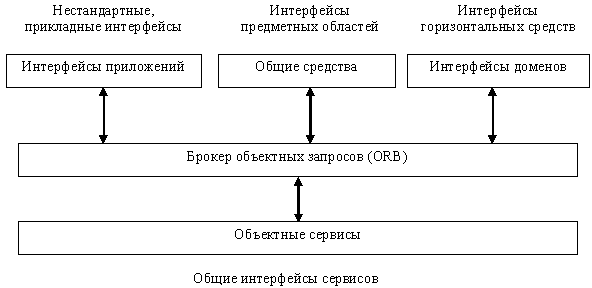 Нестандартные,
прикладные интерфейсы
Интерфейсы
предметных областей
Интерфейсы
горизонтальных средств
Интерфейсы приложений
Общие средства
Интерфейсы доменов
Брокер объектных запросов (ORB)
Объектные сервисы
Общие интерфейсы сервисов